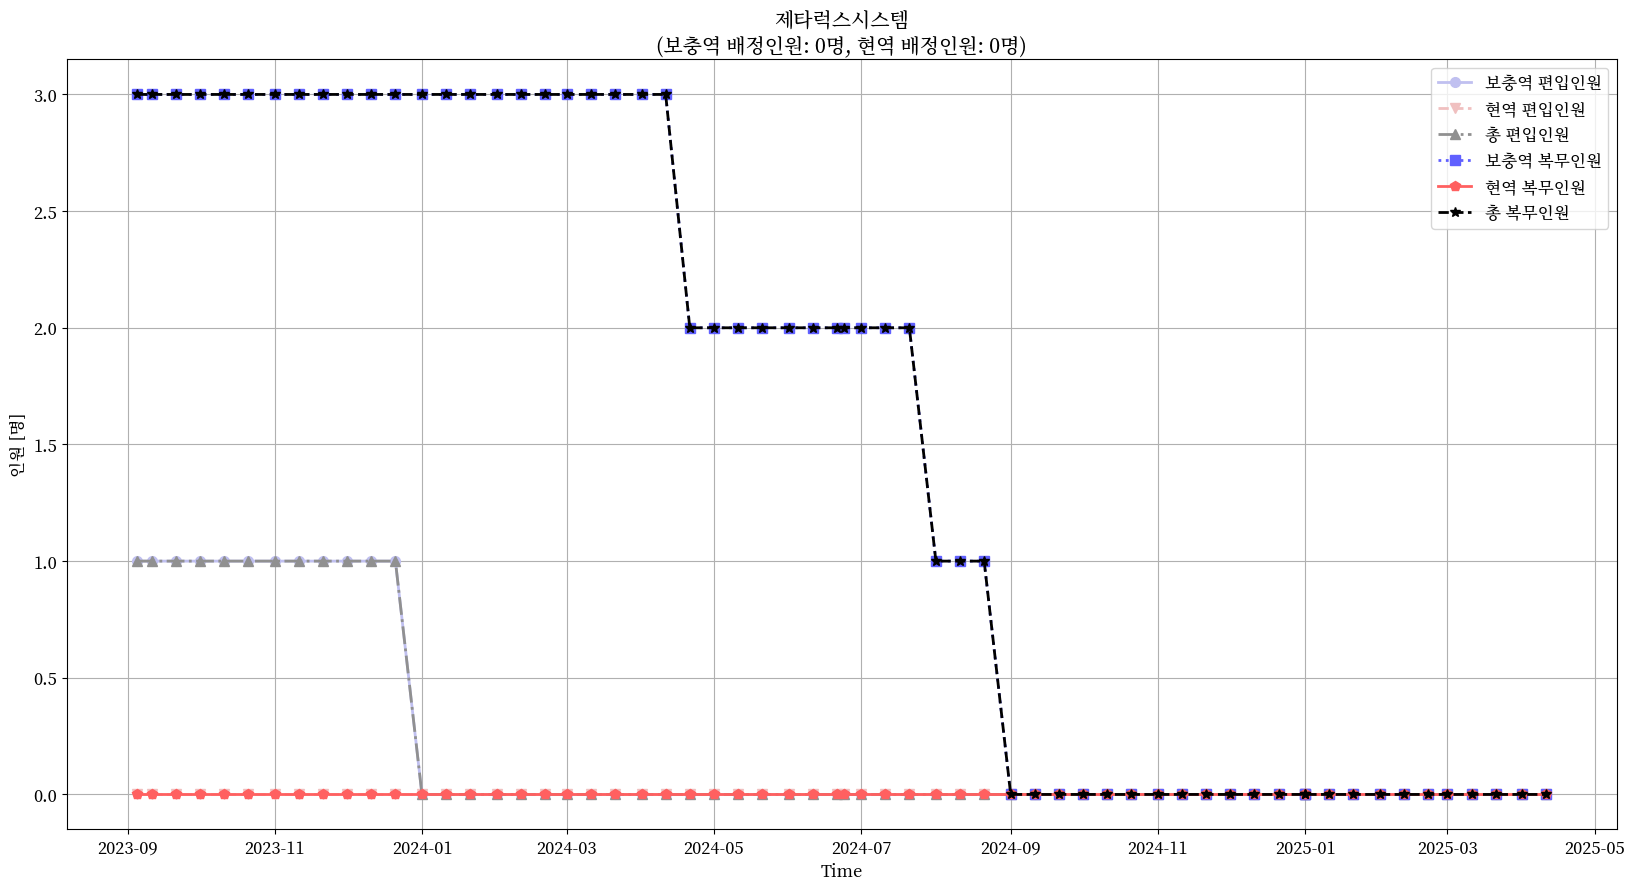 제타럭스시스템
(보충역 배정인원: 0명, 현역 배정인원: 0명)
보충역 편입인원
현역 편입인원
총 편입인원
보충역 복무인원
현역 복무인원
총 복무인원
인원 [명]
3.0
2.5
2.0
1.5
1.0
0.5
0.0
2023-09
2023-11
2024-01
2024-03
2024-05
2024-07
2024-09
2024-11
2025-01
2025-03
2025-05
Time